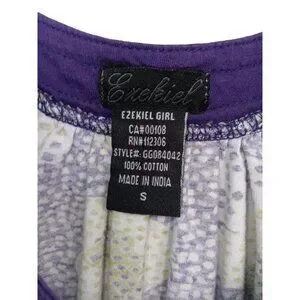 Ezekiel
EZEKIEL GIRL
CA#00108
RN#112306
STYLE#: GG084042
100% COTTON
MADE IN INDIA
S